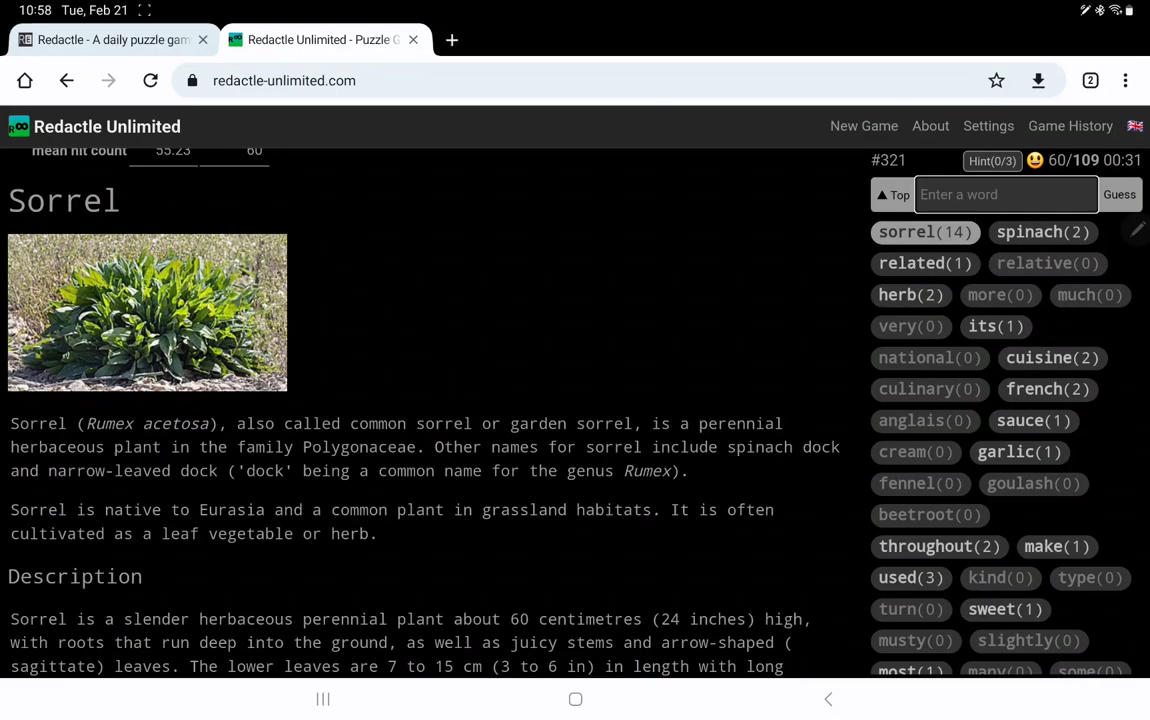 10:58 Tue, Feb 21
Redactle - A daily puzzle gam
Redactle Unlimited - Puzzle G
redactle-unlimited.com
2
Redactle Unlimited
New Game About Settings Game History
mean hit count 55.23 60
#321 Hint(0/3) 60/109 00:31
▲ Top Enter a word Guess
Sorrel
Sorrel (Rumex acetosa), also called common sorrel or garden sorrel, is a perennial
herbaceous plant in the family Polygonaceae. Other names for sorrel include spinach dock
and narrow-leaved dock ('dock' being a common name for the genus Rumex).
Sorrel is native to Eurasia and a common plant in grassland habitats. It is often
cultivated as a leaf vegetable or herb.
Description
Sorrel is a slender herbaceous perennial plant about 60 centimetres (24 inches) high,
with roots that run deep into the ground, as well as juicy stems and arrow-shaped (
sagittate) leaves. The lower leaves are 7 to 15 cm (3 to 6 in) in length with long
sorrel(14) spinach(2)
related(1) relative(0)
herb(2) more(0) much(0)
very(0) its(1)
national(0) cuisine(2)
culinary(0) french(2)
anglais(0) sauce(1)
cream(0) garlic(1)
fennel(0) goulash(0)
beetroot(0)
throughout(2) make(1)
used(3) kind(0) type(0)
turn(0) sweet(1)
musty(0) slightly(0)
most(1) many(0) some(0)